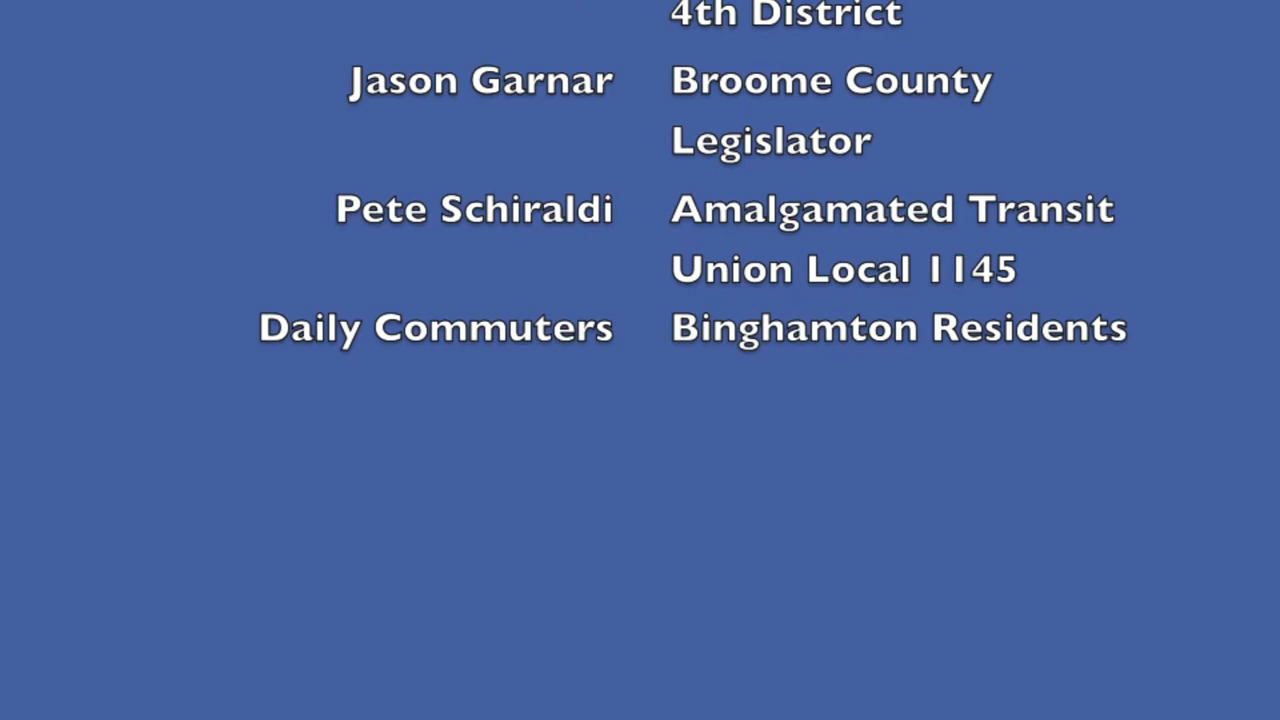 4th District
Jason Garnar Broome County
Legislator
Pete Schiraldi Amalgamated Transit
Union Local 1145
Daily Commuters Binghamton Residents